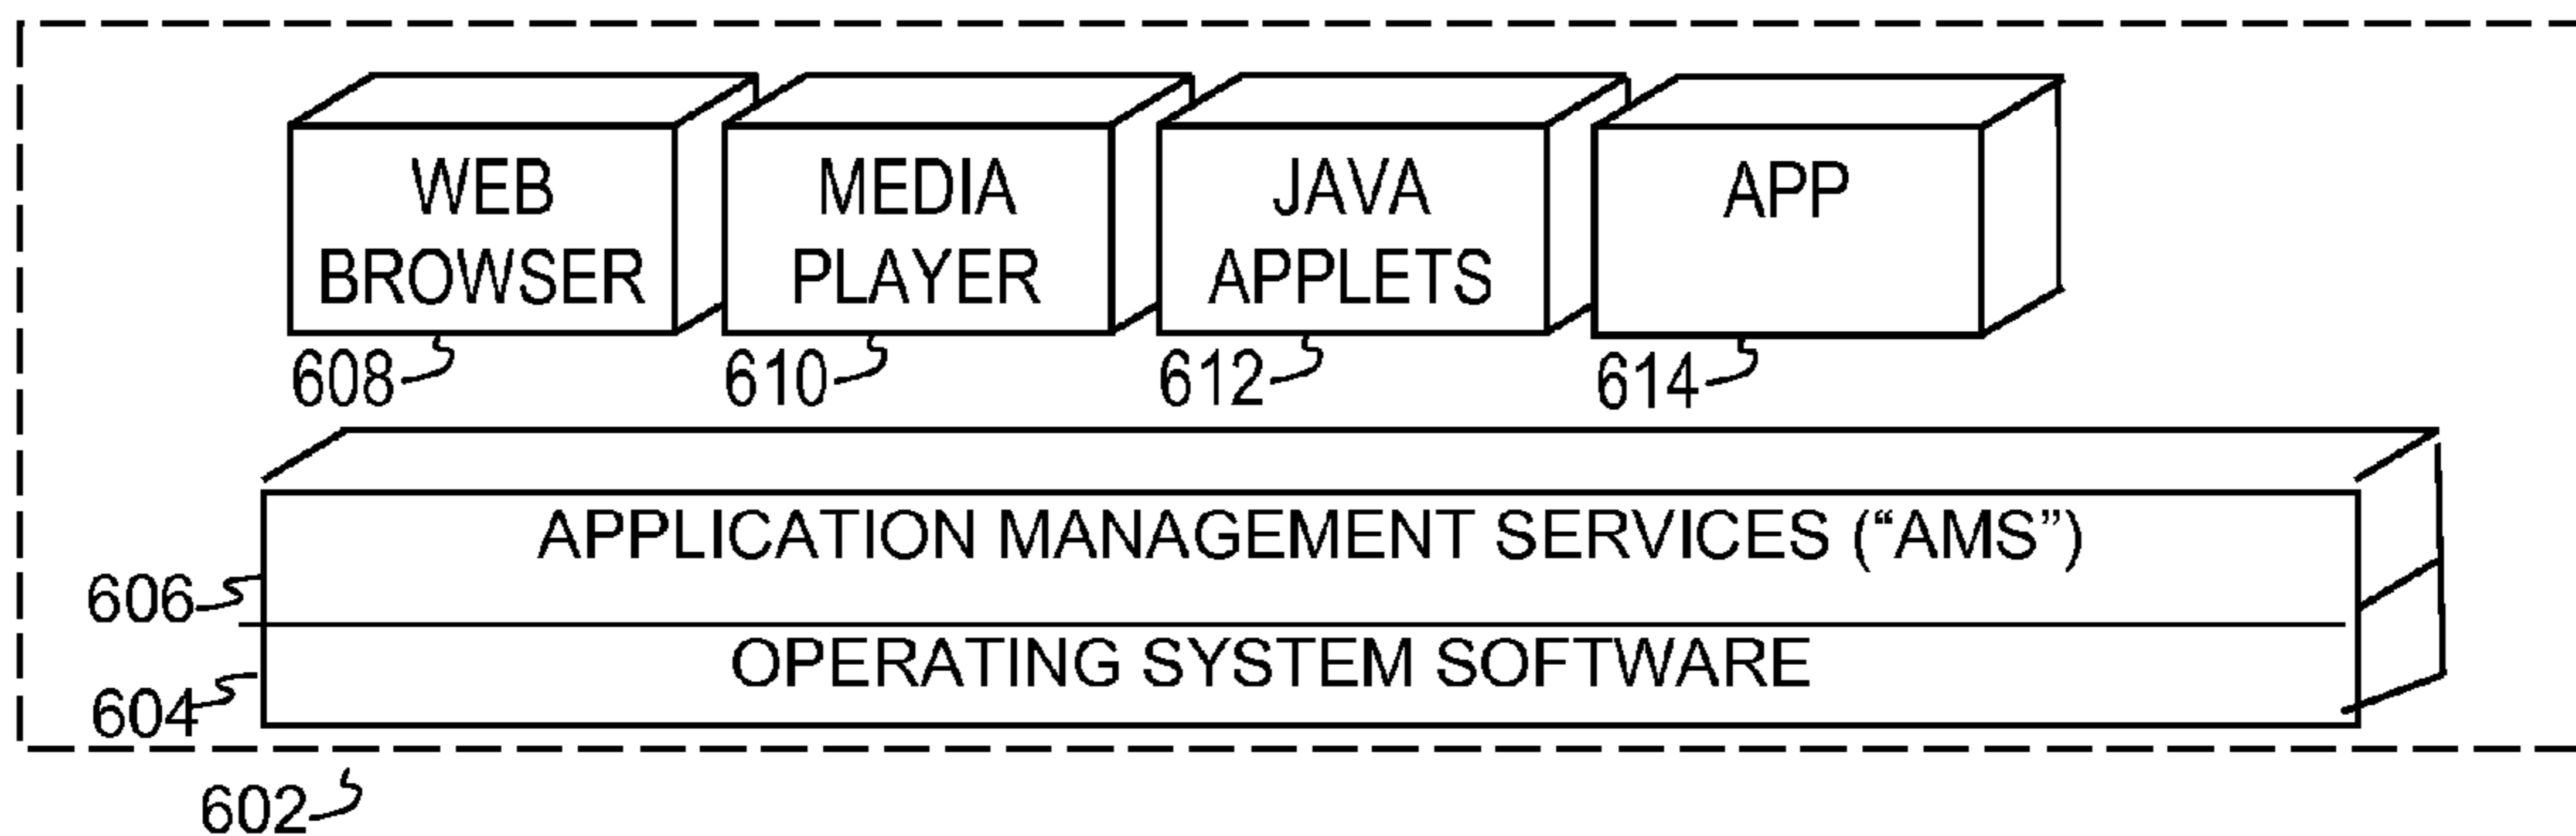 WEB
BROWSER
MEDIA
PLAYER
JAVA
APPLETS
APP
608
610
612
614
APPLICATION MANAGEMENT SERVICES (“AMS”)
606
OPERATING SYSTEM SOFTWARE
604
602